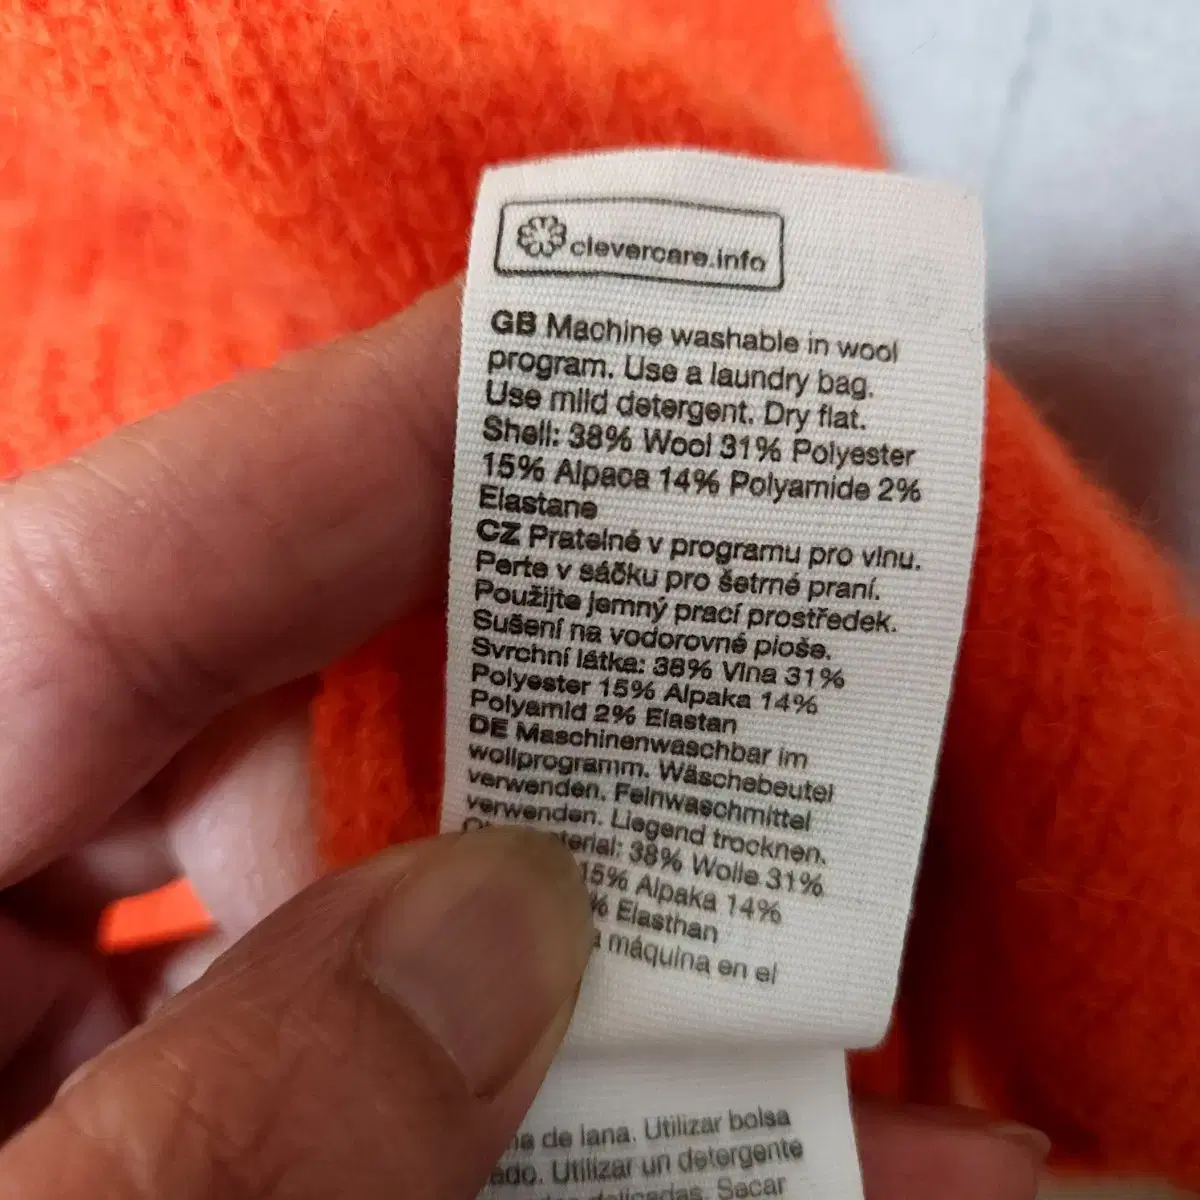 clevercare.info
GB Machine washable in wool
program. Use a laundry bag.
Use mild detergent. Dry flat.
Shell: 38% Wool 31% Polyester
15% Alpaca 14% Polyamide 2%
Elastane
CZ Pratelné v programu pro vlnu.
Perte v sáčku pro šetrné praní.
Použijte jemný prací prostředek.
Sušení na vodorovné ploše.
Svrchní látka: 38% Vlna 31%
Polyester 15% Alpaka 14%
Polyamid 2% Elastan
DE Maschinenwaschbar im
wollprogramm. Wäschebeutel
verwenden. Feinwaschmittel
verwenden. Liegend trocknen.
38% Wolle 31%
15% Alpaka 14%
% Elasthan
máquina en el
de lana. Utilizar bolsa
Utilizar un detergente
delicadas. Sacar